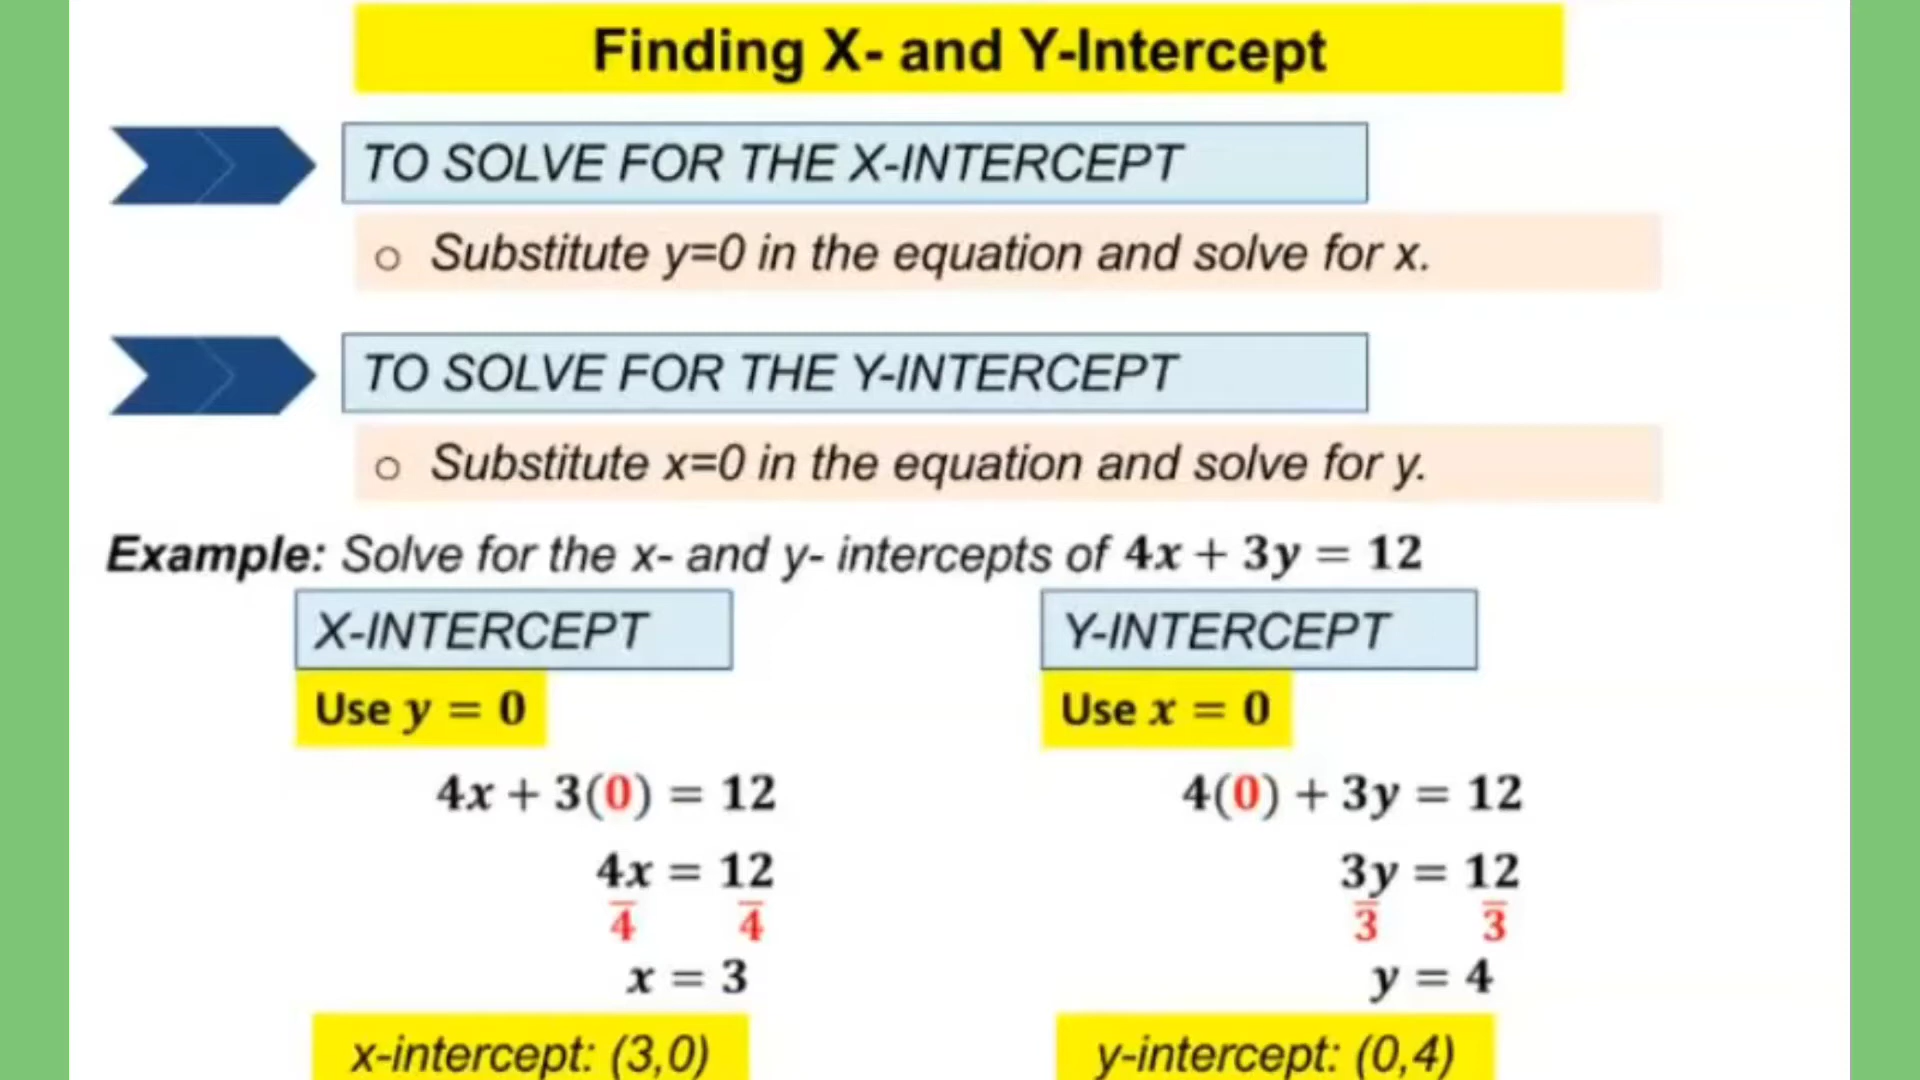 Finding X- and Y-Intercept
TO SOLVE FOR THE X-INTERCEPT
o Substitute y=0 in the equation and solve for x.
TO SOLVE FOR THE Y-INTERCEPT
o Substitute x=0 in the equation and solve for y.
Example: Solve for the x- and y- intercepts of 4x + 3y = 12
X-INTERCEPT
Use y = 0
4x + 3(0) = 12
4x = 12
4 4
x = 3
x-intercept: (3,0)
Y-INTERCEPT
Use x = 0
4(0) + 3y = 12
3y = 12
3 3
y = 4
y-intercept: (0,4)